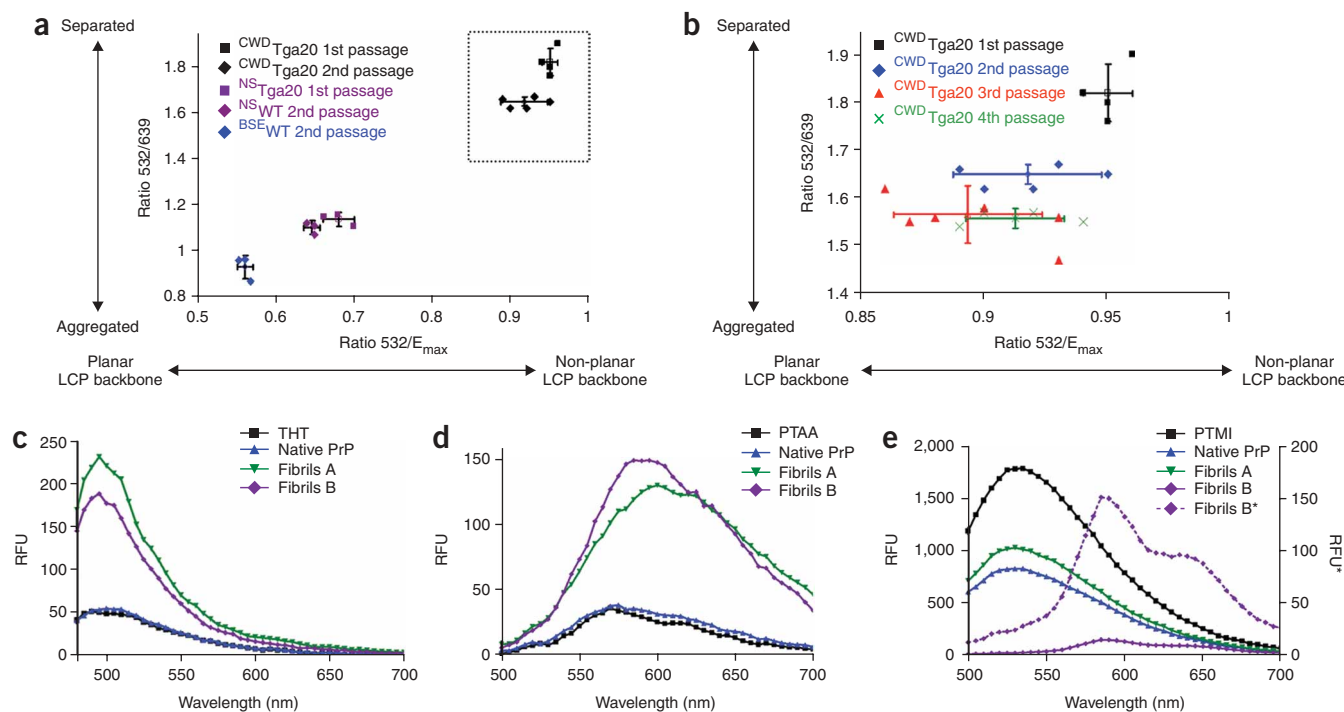 a
Separated
Aggregated
Ratio 532/639
1.8
1.6
1.4
1.2
1
0.8
0.5
0.6
0.7
0.8
0.9
1
Ratio 532/Emax
CWDTga20 1st passage
CWDTga20 2nd passage
NSTga20 1st passage
NSWT 2nd passage
BSEWT 2nd passage
Planar
LCP backbone
Non-planar
LCP backbone
b
Separated
Aggregated
Ratio 532/639
1.9
1.8
1.7
1.6
1.5
1.4
0.85
0.9
0.95
1
Ratio 532/Emax
CWDTga20 1st passage
CWDTga20 2nd passage
CWDTga20 3rd passage
CWDTga20 4th passage
Planar
LCP backbone
Non-planar
LCP backbone
c
THT
Native PrP
Fibrils A
Fibrils B
RFU
250
200
150
100
50
0
500
550
600
650
700
Wavelength (nm)
d
PTAA
Native PrP
Fibrils A
Fibrils B
RFU
150
100
50
0
500
550
600
650
700
Wavelength (nm)
e
PTMI
Native PrP
Fibrils A
Fibrils B
Fibrils B*
RFU
2,000
1,500
1,000
500
0
200
150
100
50
0
RFU*
500
550
600
650
700
Wavelength (nm)